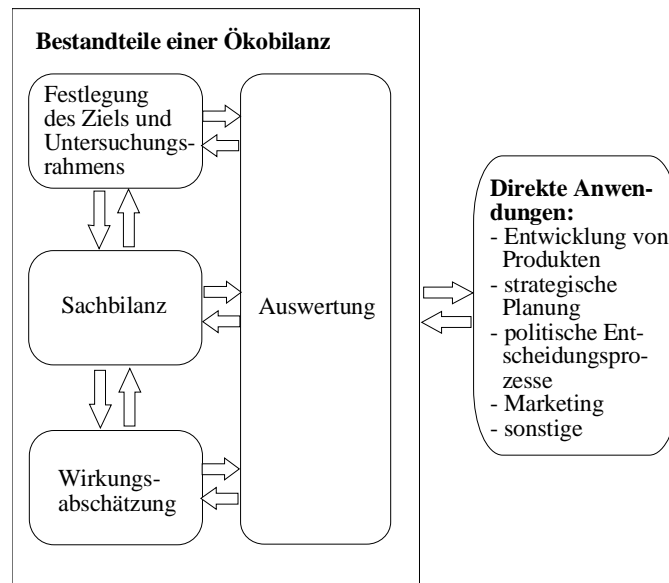 Bestandteile einer Ökobilanz
Festlegung
des Ziels und
Untersuchungs-
rahmens
Sachbilanz
Wirkungs-
abschätzung
Auswertung
Direkte Anwen-
dungen:
- Entwicklung von
Produkten
- strategische
Planung
- politische Ent-
scheidungspro-
zesse
- Marketing
- sonstige